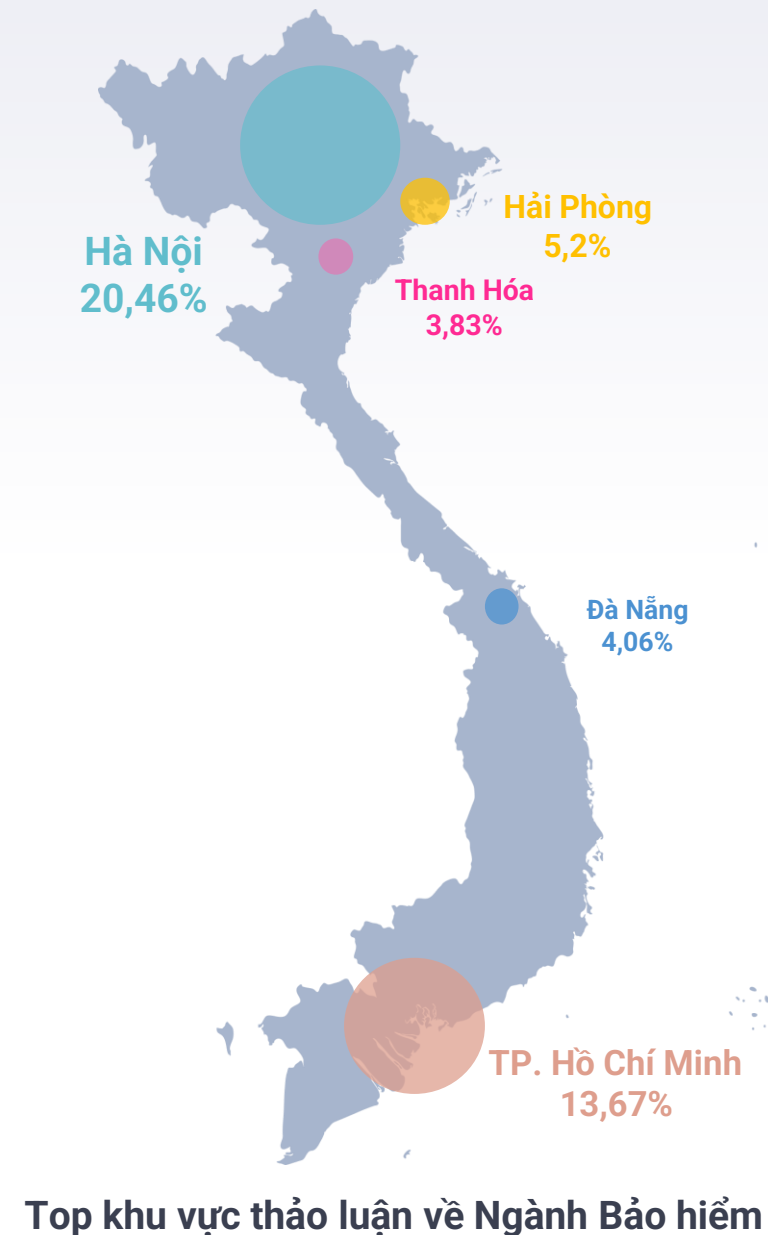 Hải Phòng
5,2%
Hà Nội
20,46%
Thanh Hóa
3,83%
Đà Nẵng
4,06%
TP. Hồ Chí Minh
13,67%
Top khu vực thảo luận về Ngành Bảo hiểm